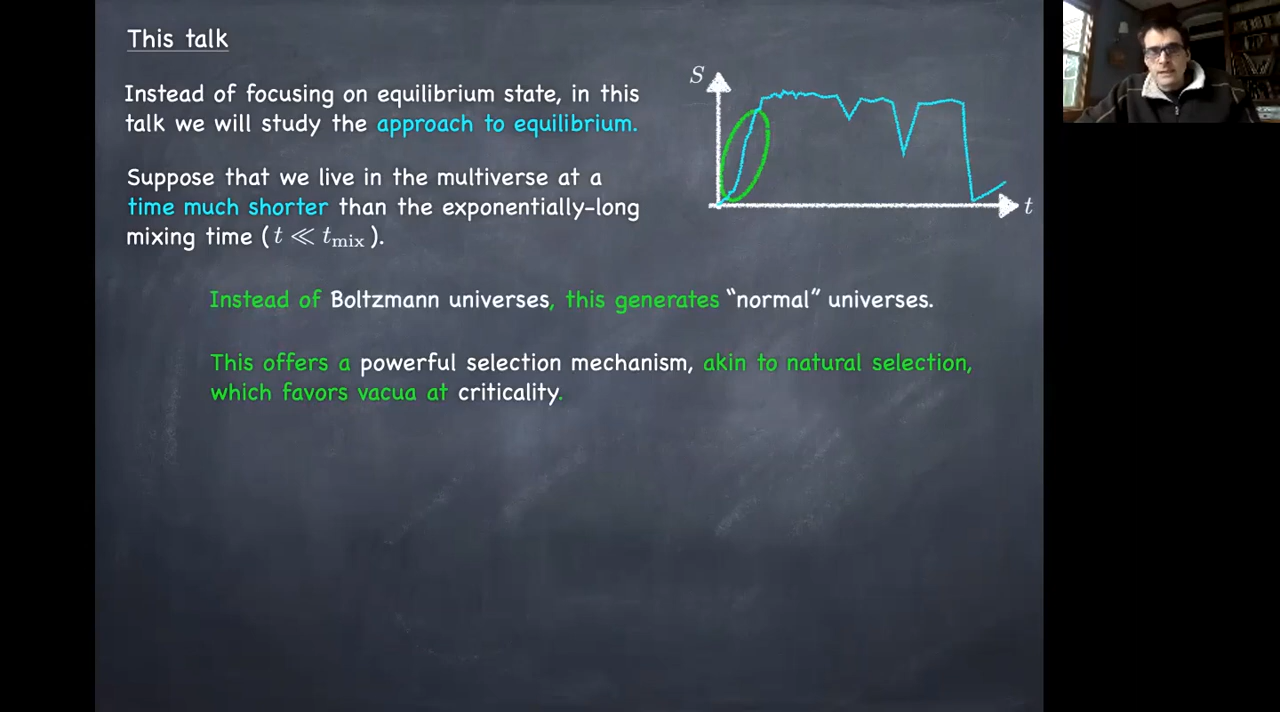 This talk
Instead of focusing on equilibrium state, in this
talk we will study the approach to equilibrium.
S
t
Suppose that we live in the multiverse at a
time much shorter than the exponentially-long
mixing time ( t ≪ t_mix ).
Instead of Boltzmann universes, this generates “normal” universes.
This offers a powerful selection mechanism, akin to natural selection,
which favors vacua at criticality.